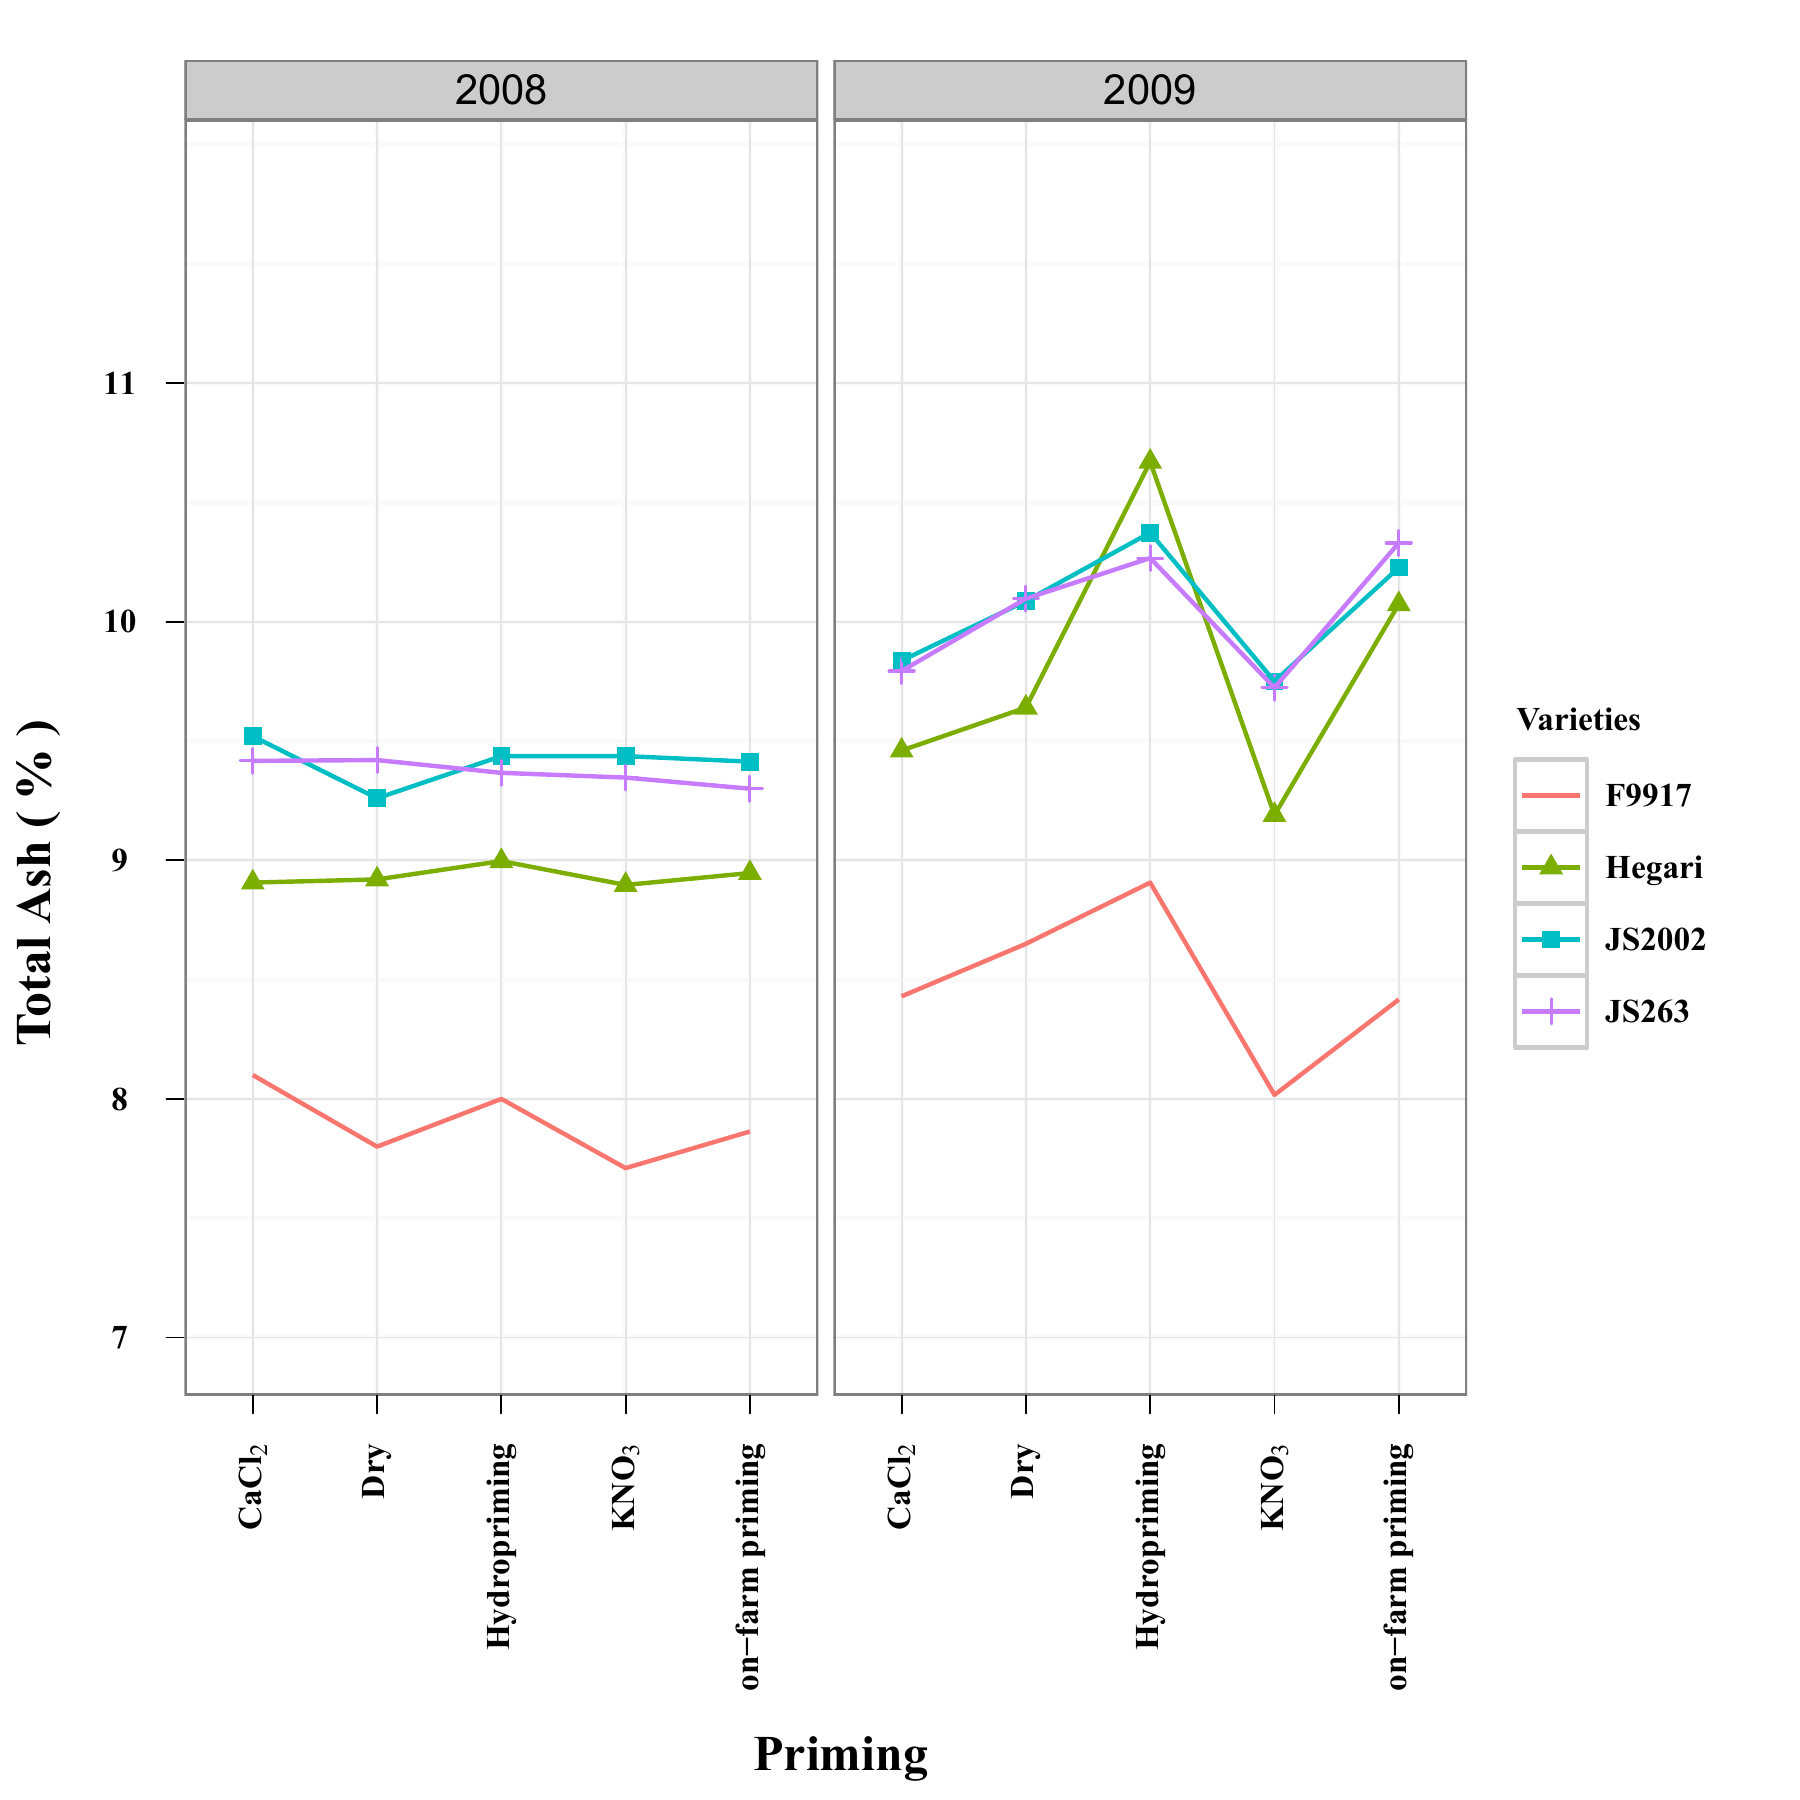 2008
2009
Total Ash ( % )
11
10
9
8
7
CaCl₂
Dry
Hydropriming
KNO₃
on−farm priming
CaCl₂
Dry
Hydropriming
KNO₃
on−farm priming
Priming
Varieties
F9917
Hegari
JS2002
JS263